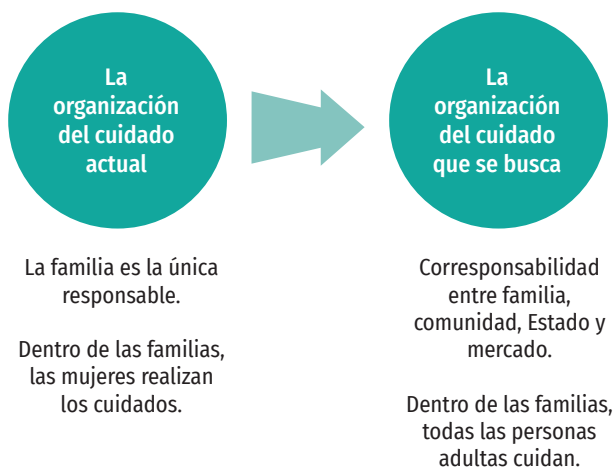 La
organización
del cuidado
actual
La
organización
del cuidado
que se busca
La familia es la única
responsable.
Dentro de las familias,
las mujeres realizan
los cuidados.
Corresponsabilidad
entre familia,
comunidad, Estado y
mercado.
Dentro de las familias,
todas las personas
adultas cuidan.